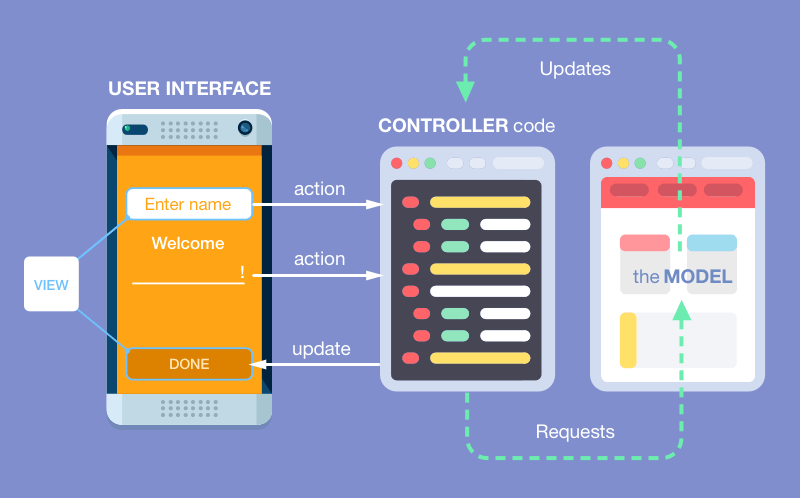 Updates
USER INTERFACE
CONTROLLER code
Enter name
action
Welcome
!
action
the MODEL
VIEW
update
DONE
Requests